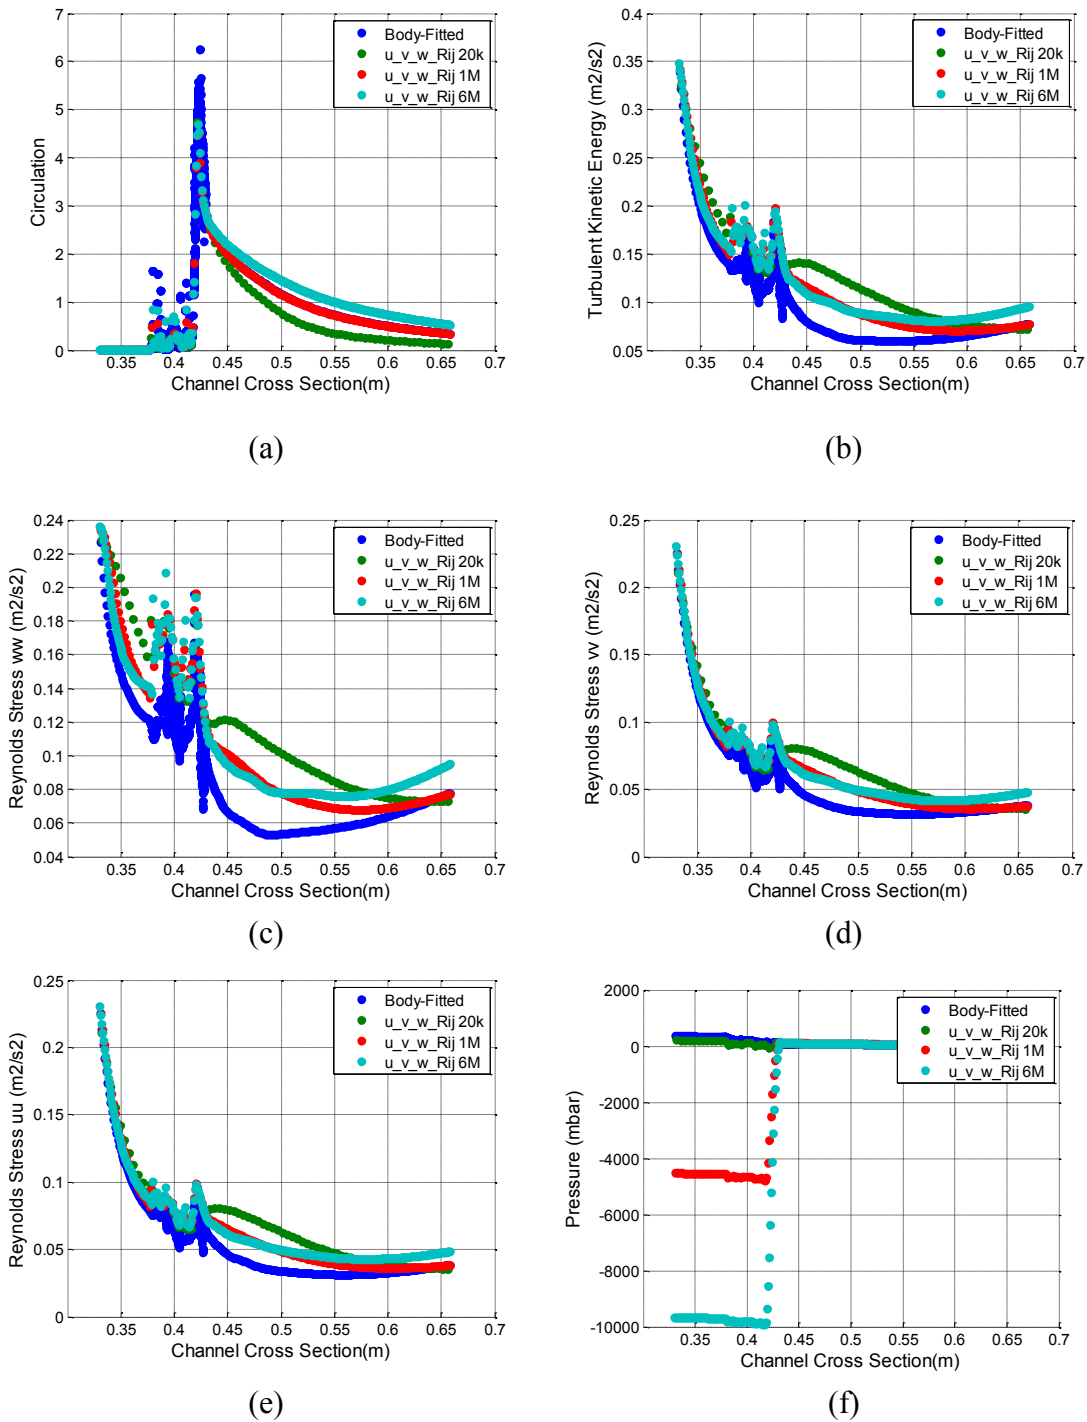 7
6
5
4
3
2
1
0
Circulation
Body-Fitted
u_v_w_Rij 20k
u_v_w_Rij 1M
u_v_w_Rij 6M
0.35 0.4 0.45 0.5 0.55 0.6 0.65 0.7
Channel Cross Section(m)
(a)
0.4
0.35
0.3
0.25
0.2
0.15
0.1
0.05
Turbulent Kinetic Energy (m2/s2)
Body-Fitted
u_v_w_Rij 20k
u_v_w_Rij 1M
u_v_w_Rij 6M
0.35 0.4 0.45 0.5 0.55 0.6 0.65 0.7
Channel Cross Section(m)
(b)
0.24
0.22
0.2
0.18
0.16
0.14
0.12
0.1
0.08
0.06
0.04
Reynolds Stress ww (m2/s2)
Body-Fitted
u_v_w_Rij 20k
u_v_w_Rij 1M
u_v_w_Rij 6M
0.35 0.4 0.45 0.5 0.55 0.6 0.65 0.7
Channel Cross Section(m)
(c)
0.25
0.2
0.15
0.1
0.05
0
Reynolds Stress vv (m2/s2)
Body-Fitted
u_v_w_Rij 20k
u_v_w_Rij 1M
u_v_w_Rij 6M
0.35 0.4 0.45 0.5 0.55 0.6 0.65 0.7
Channel Cross Section(m)
(d)
0.25
0.2
0.15
0.1
0.05
0
Reynolds Stress uu (m2/s2)
Body-Fitted
u_v_w_Rij 20k
u_v_w_Rij 1M
u_v_w_Rij 6M
0.35 0.4 0.45 0.5 0.55 0.6 0.65 0.7
Channel Cross Section(m)
(e)
2000
0
-2000
-4000
-6000
-8000
-10000
Pressure (mbar)
Body-Fitted
u_v_w_Rij 20k
u_v_w_Rij 1M
u_v_w_Rij 6M
0.35 0.4 0.45 0.5 0.55 0.6 0.65 0.7
Channel Cross Section(m)
(f)